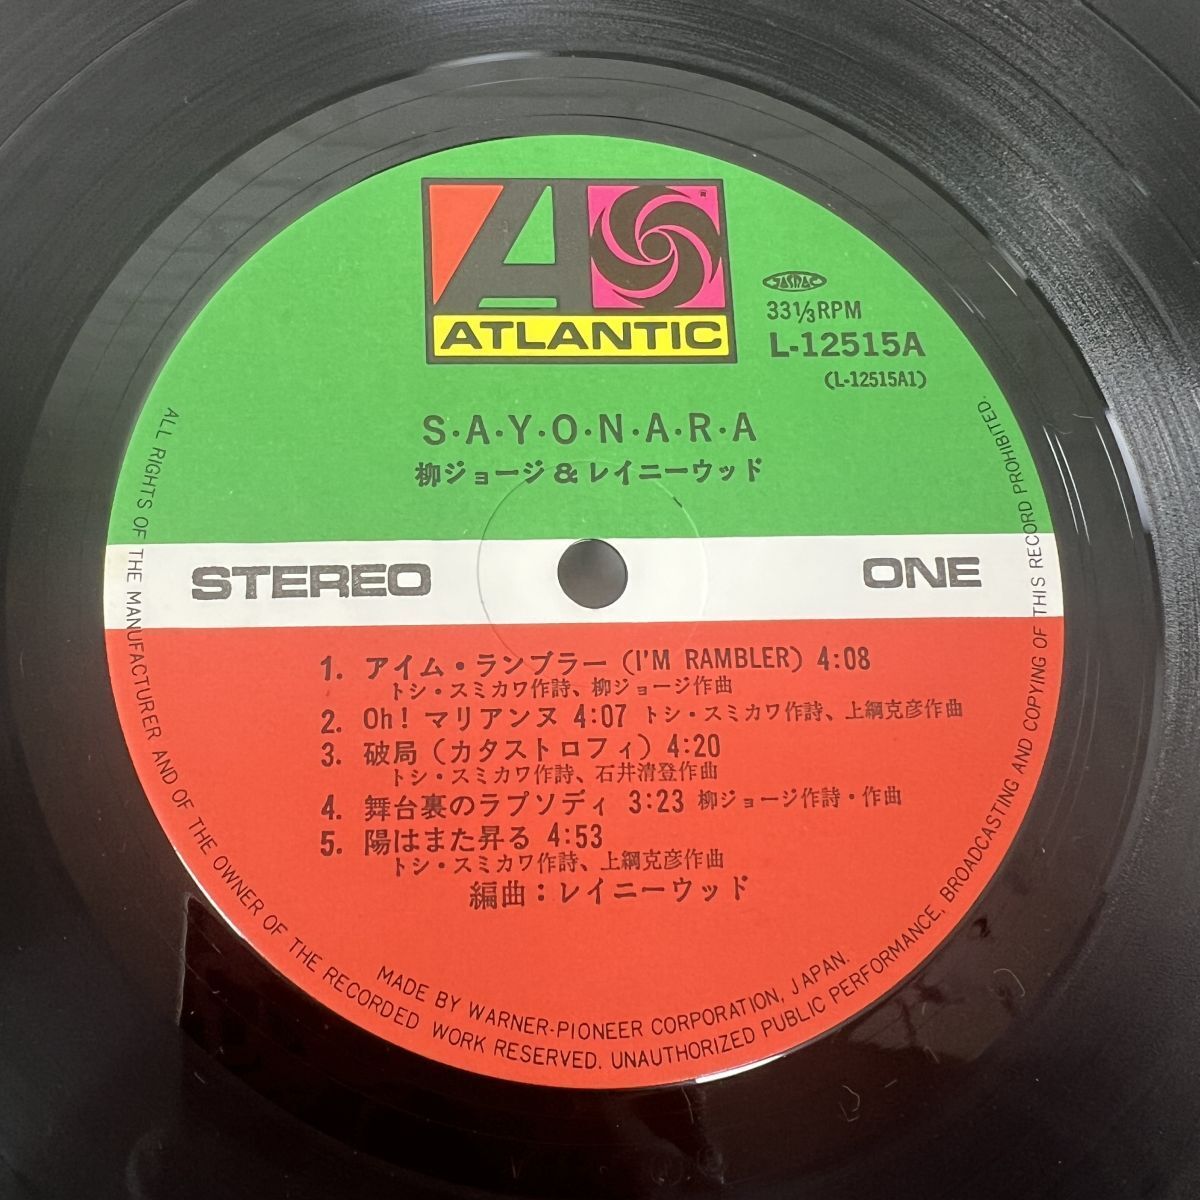 ATLANTIC
JASRAC
33⅓RPM
L-12515A
(L-12515A1)
S・A・Y・O・N・A・R・A
柳ジョージ&レイニーウッド
STEREO
ONE
1. アイム・ランブラー(I'M RAMBLER) 4:08
トシ・スミカワ作詩、柳ジョージ作曲
2. Oh! マリアンヌ 4:07 トシ・スミカワ作詩、上綱克彦作曲
3. 破局(カタストロフィ) 4:20
トシ・スミカワ作詩、石井清登作曲
4. 舞台裏のラプソディ 3:23 柳ジョージ作詩・作曲
5. 陽はまた昇る 4:53
トシ・スミカワ作詩、上綱克彦作曲
編曲:レイニーウッド
MADE BY WARNER-PIONEER CORPORATION, JAPAN.
ALL RIGHTS OF THE MANUFACTURER AND OF THE OWNER OF THE RECORDED WORK RESERVED. UNAUTHORIZED PUBLIC PERFORMANCE, BROADCASTING AND COPYING OF THIS RECORD PROHIBITED.